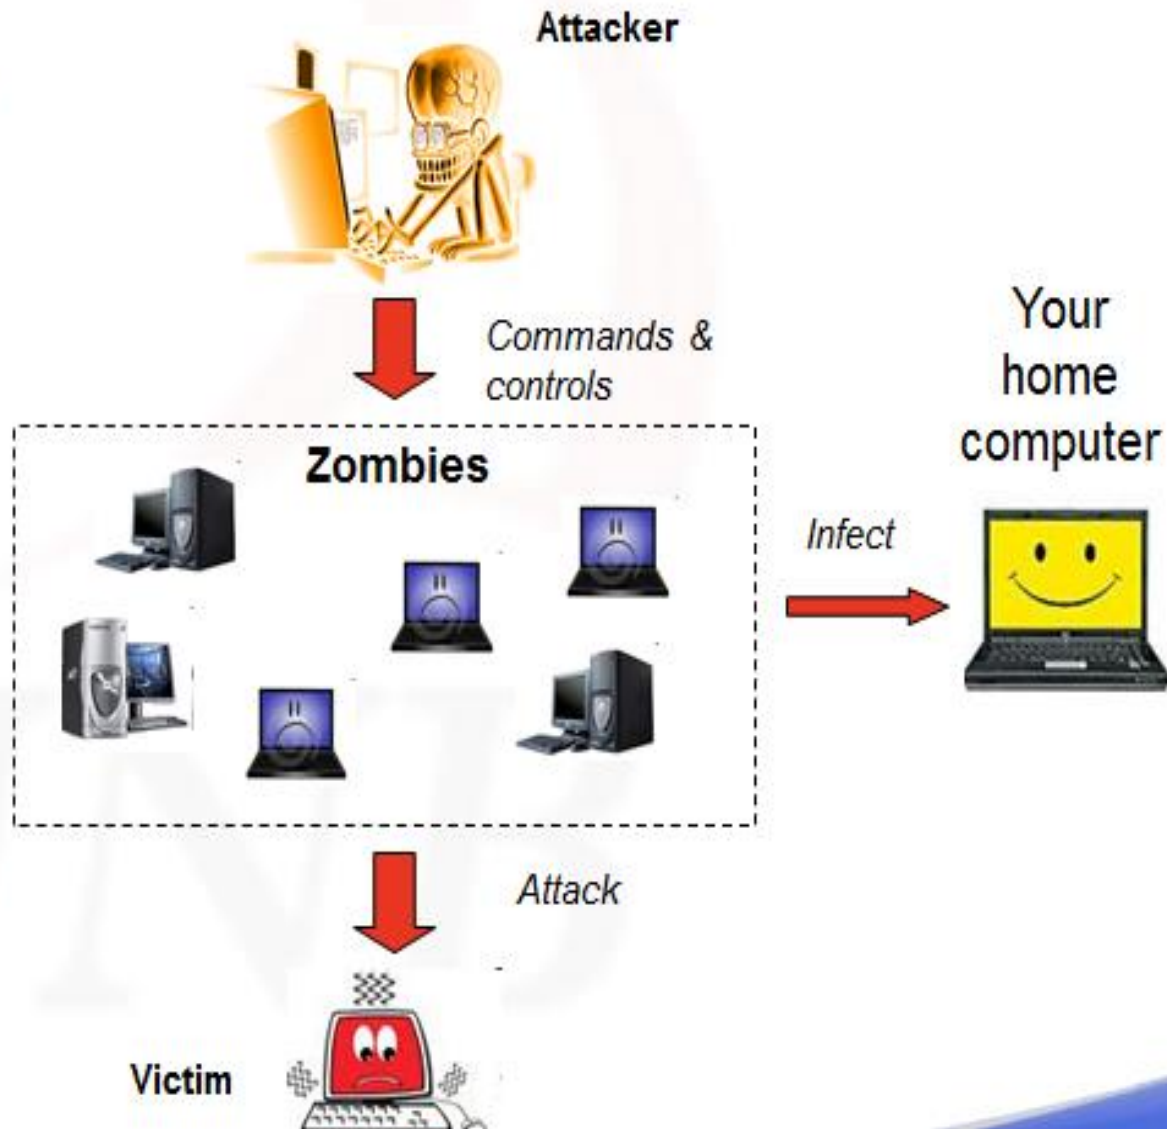 Attacker
Commands &
controls
Your
home
computer
Zombies
Infect
Attack
Victim